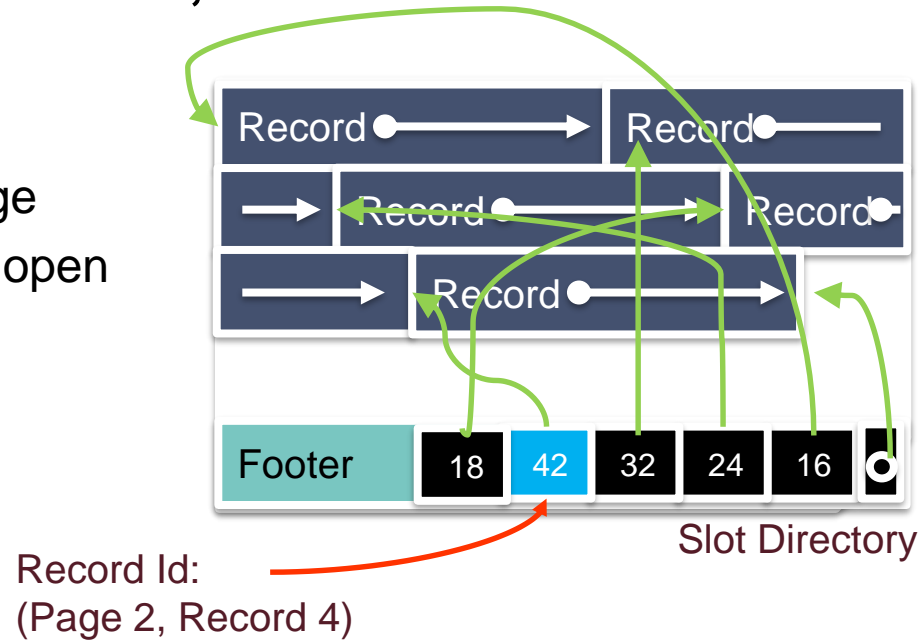 ge
open
Record Record
Record Record
Record
Footer 18 42 32 24 16
Slot Directory
Record Id:
(Page 2, Record 4)